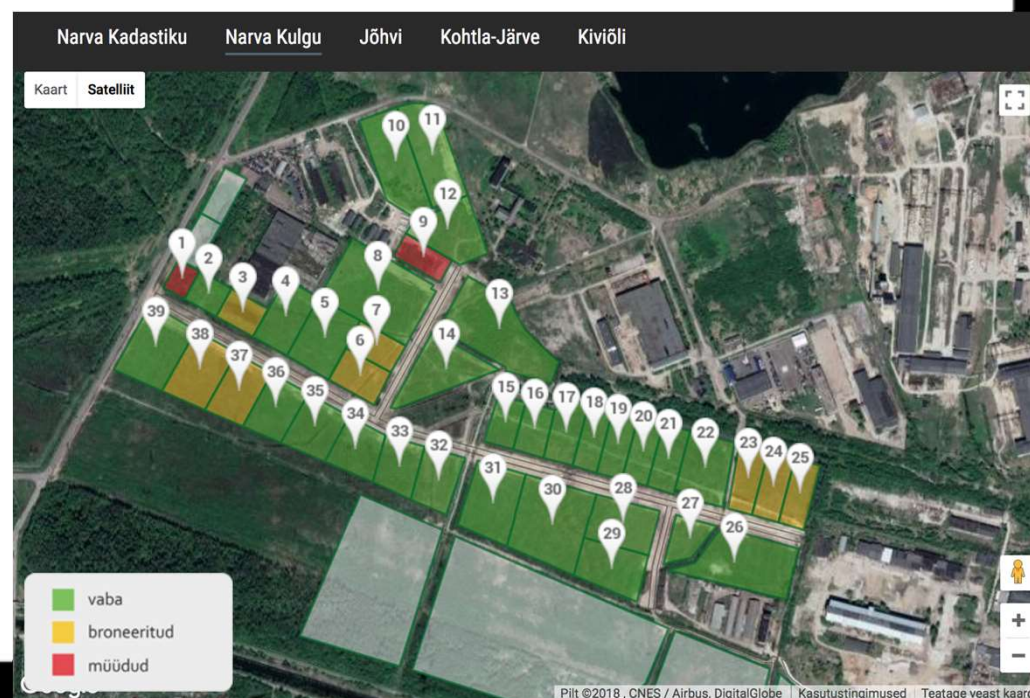 Narva Kadastiku Narva Kulgu Jõhvi Kohtla-Järve Kiviõli
Kaart Satelliit
10 11
12
9
1 2 8
3 4 13
5 7
39 6 14
38 37
36 35 34 33 32
15 16 17 18 19 20 21 22 23 24 25
31 30 28
29 27 26
vaba
broneeritud
müüdud
Google
Pilt ©2018 , CNES / Airbus, DigitalGlobe Kasutustingimused Teatage veast kaardi